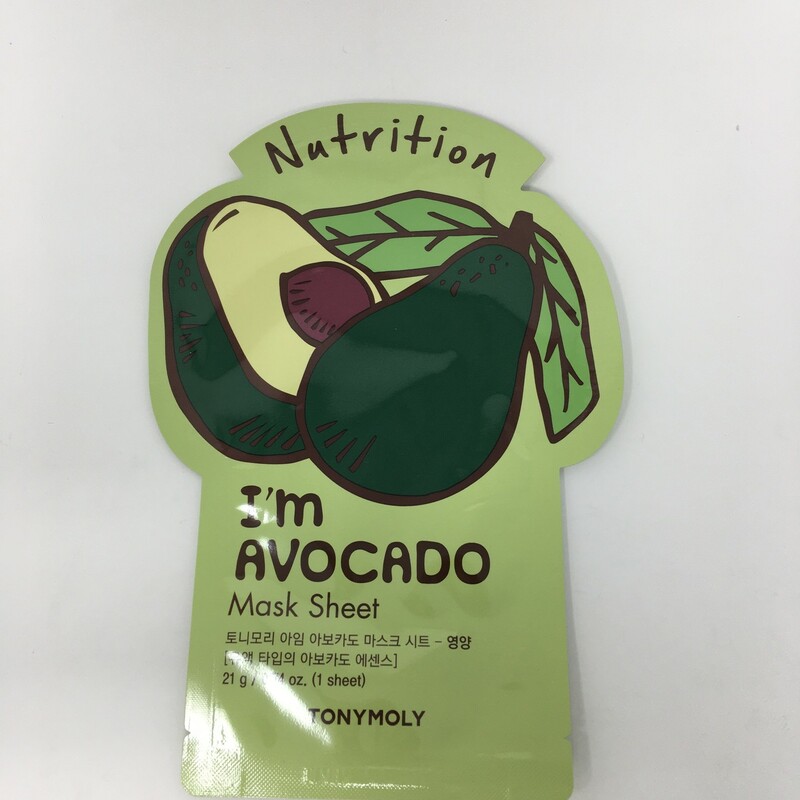 Nutrition
I'm
AVOCADO
Mask Sheet
토니모리 아임 아보카도 마스크 시트 – 영양
타입의 아보카도 에센스]
21 g / oz. (1 sheet)
TONYMOLY